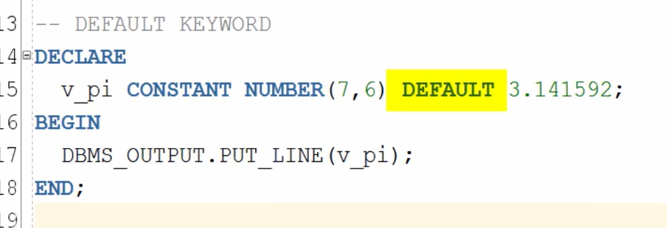 13 -- DEFAULT KEYWORD
14 DECLARE
15 v_pi CONSTANT NUMBER(7,6) DEFAULT 3.141592;
16 BEGIN
17 DBMS_OUTPUT.PUT_LINE(v_pi);
18 END;
19